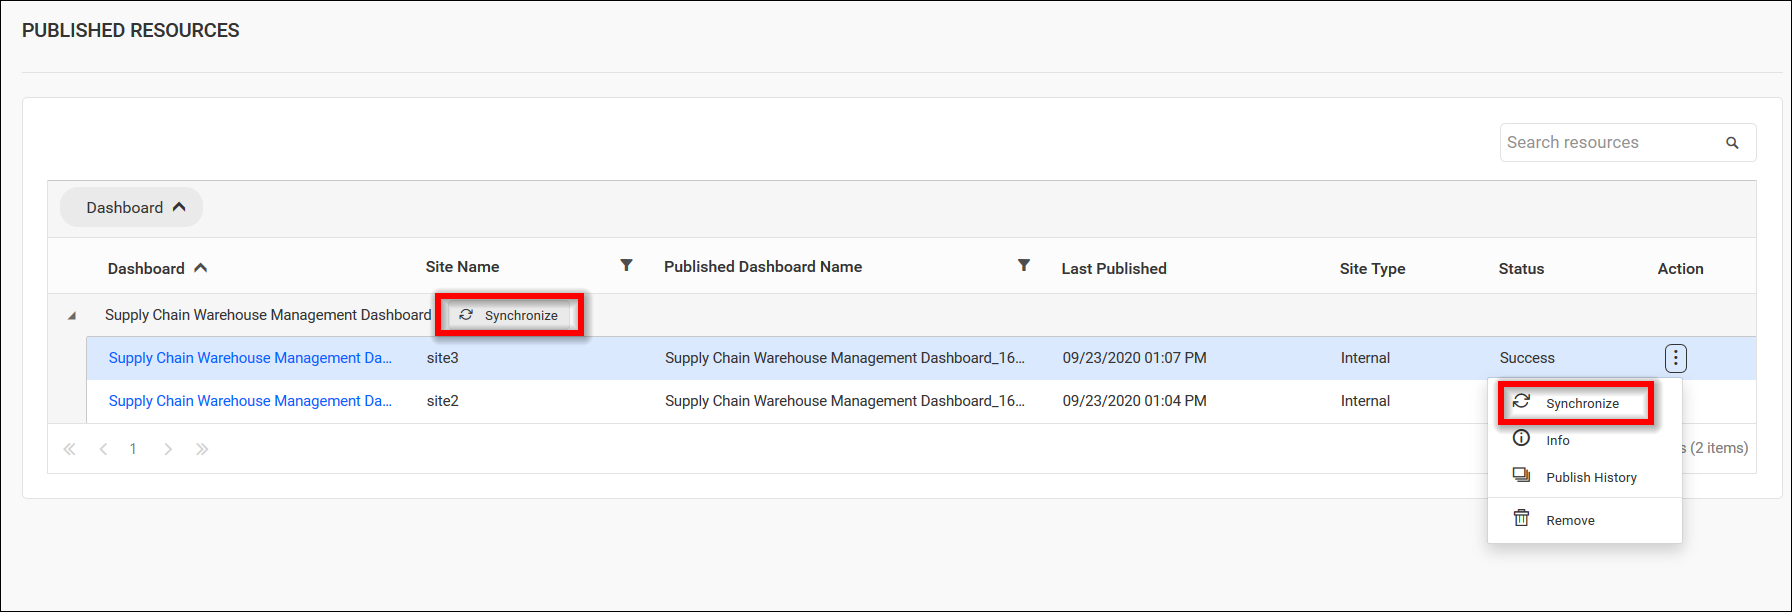 PUBLISHED RESOURCES
Search resources
Dashboard
Dashboard Site Name Published Dashboard Name Last Published Site Type Status Action
Supply Chain Warehouse Management Dashboard Synchronize
Supply Chain Warehouse Management Da... site3 Supply Chain Warehouse Management Dashboard_16... 09/23/2020 01:07 PM Internal Success
Supply Chain Warehouse Management Da... site2 Supply Chain Warehouse Management Dashboard_16... 09/23/2020 01:04 PM Internal
Synchronize
Info
1 s (2 items)
Publish History
Remove